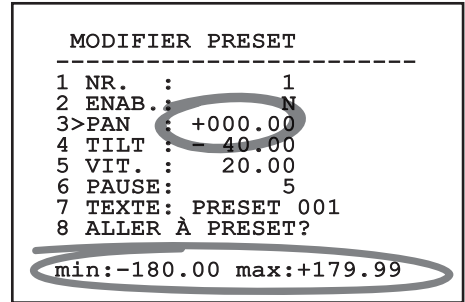 MODIFIER PRESET
------------------------
1 NR. : 1
2 ENAB.: N
3>PAN : +000.00
4 TILT : - 40.00
5 VIT. : 20.00
6 PAUSE: 5
7 TEXTE: PRESET 001
8 ALLER À PRESET?
min:-180.00 max:+179.99